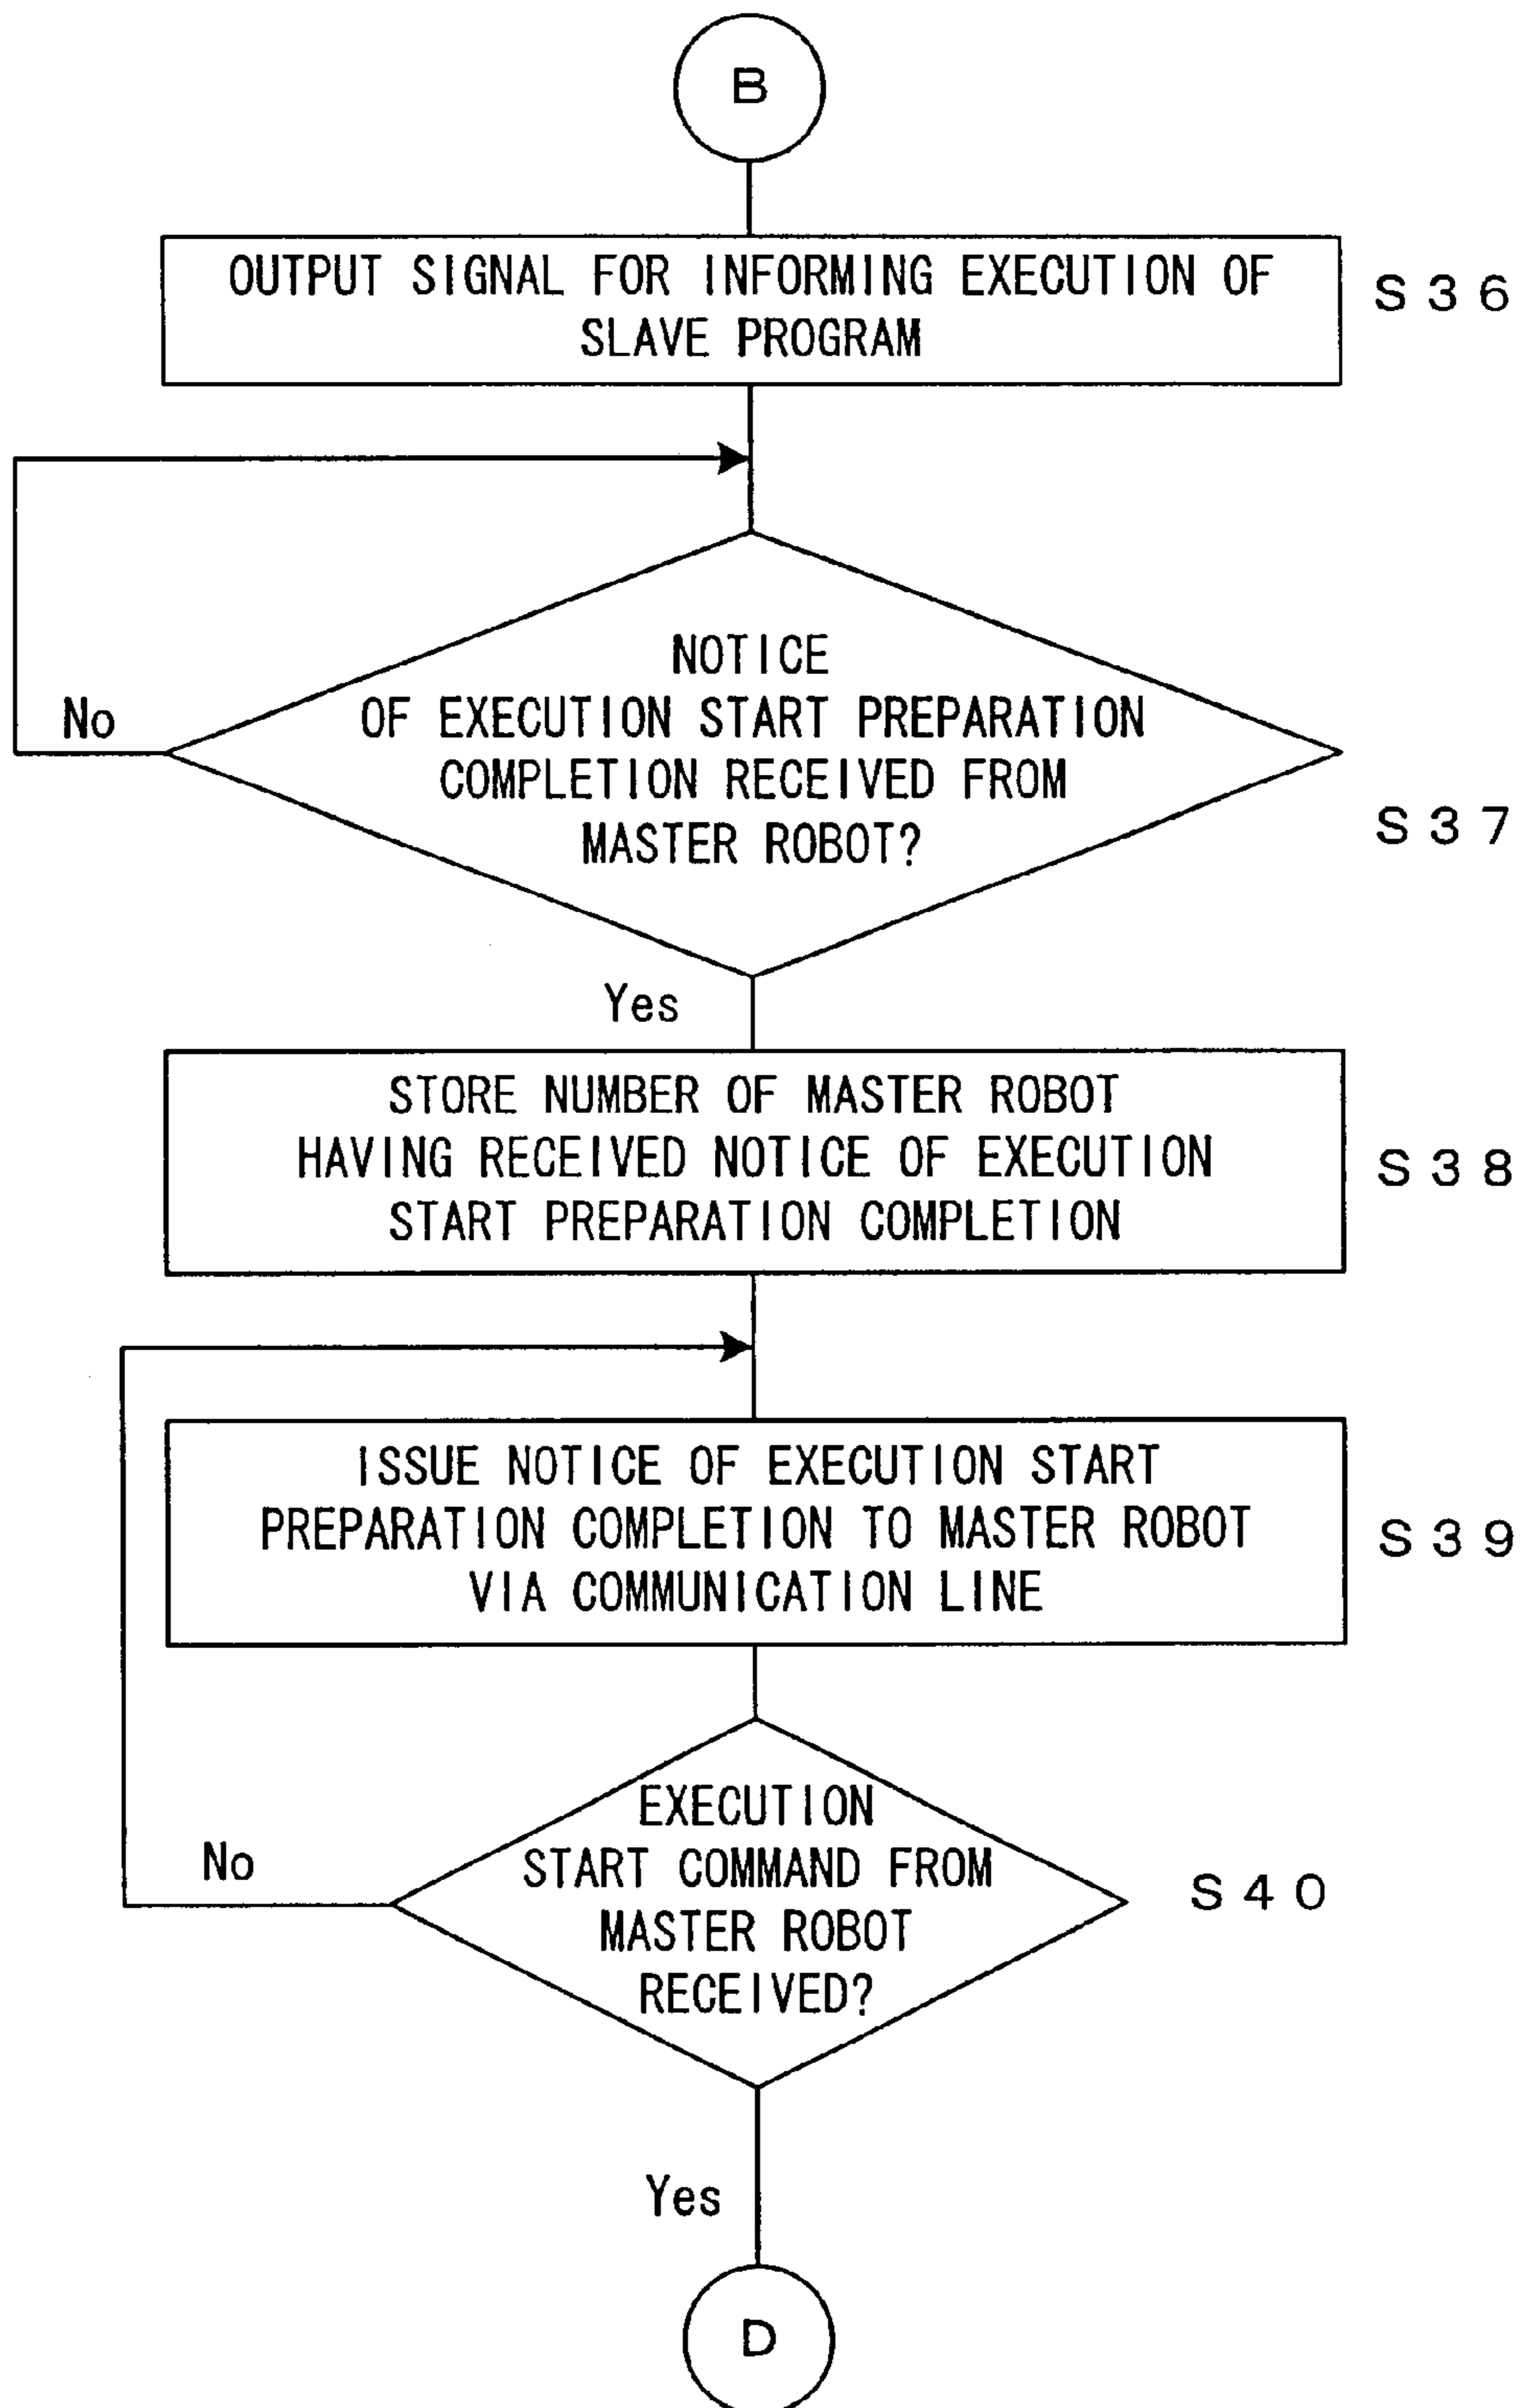 B
OUTPUT SIGNAL FOR INFORMING EXECUTION OF
SLAVE PROGRAM
S36
NOTICE
OF EXECUTION START PREPARATION
COMPLETION RECEIVED FROM
MASTER ROBOT?
No
S37
Yes
STORE NUMBER OF MASTER ROBOT
HAVING RECEIVED NOTICE OF EXECUTION
START PREPARATION COMPLETION
S38
ISSUE NOTICE OF EXECUTION START
PREPARATION COMPLETION TO MASTER ROBOT
VIA COMMUNICATION LINE
S39
EXECUTION
START COMMAND FROM
MASTER ROBOT
RECEIVED?
No
S40
Yes
D